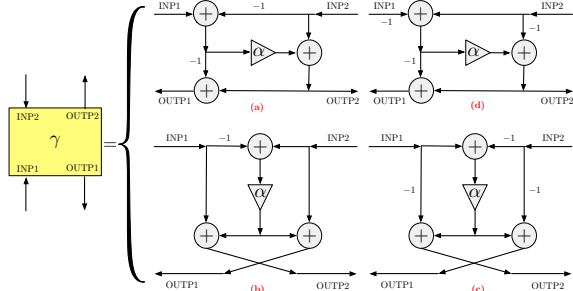 INP2 OUTP2
γ
INP1 OUTP1
=
INP1 −1 INP2
+
α +
−1
+
OUTP1 OUTP2
(a)
INP1 INP2
−1 + −1
α +
−1
+
OUTP1 OUTP2
(d)
INP1 −1 INP2
+
α
+ +
OUTP1 OUTP2
(b)
INP1 −1 INP2
+
−1 α −1
+ +
OUTP1 OUTP2
(c)